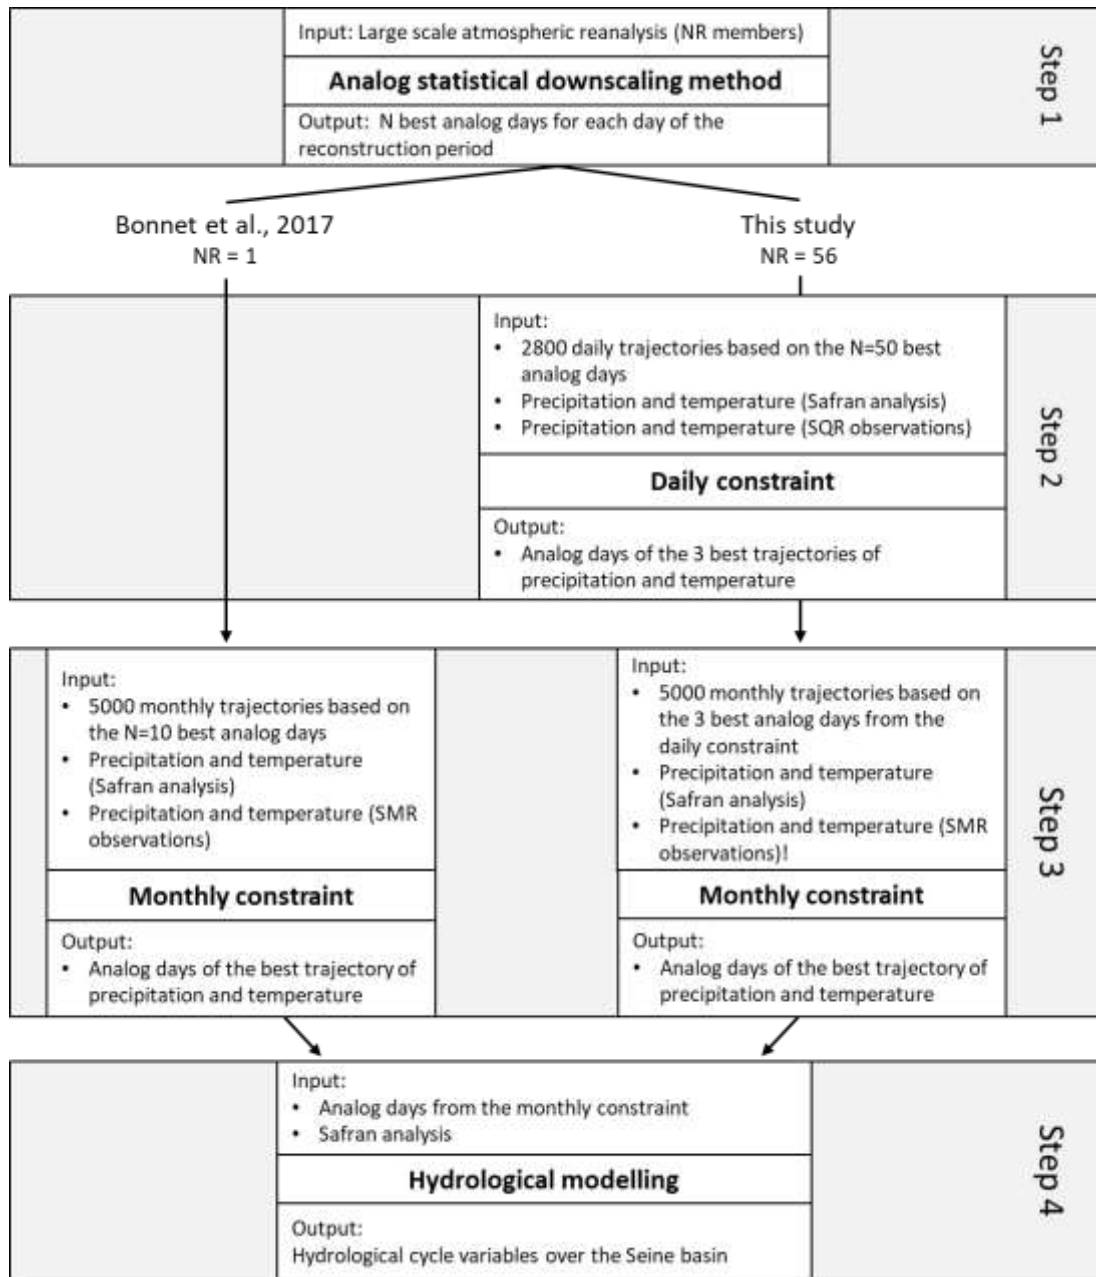 Input: Large scale atmospheric reanalysis (NR members)
Analog statistical downscaling method
Output: N best analog days for each day of the
reconstruction period
Step 1
Bonnet et al., 2017
NR = 1
This study
NR = 56
Input:
• 2800 daily trajectories based on the N=50 best
analog days
• Precipitation and temperature (Safran analysis)
• Precipitation and temperature (SQR observations)
Daily constraint
Output:
• Analog days of the 3 best trajectories of
precipitation and temperature
Step 2
Input:
• 5000 monthly trajectories based on
the N=10 best analog days
• Precipitation and temperature
(Safran analysis)
• Precipitation and temperature (SMR
observations)
Monthly constraint
Output:
• Analog days of the best trajectory of
precipitation and temperature
Input:
• 5000 monthly trajectories based on
the 3 best analog days from the
daily constraint
• Precipitation and temperature
(Safran analysis)
• Precipitation and temperature (SMR
observations)!
Monthly constraint
Output:
• Analog days of the best trajectory of
precipitation and temperature
Step 3
Input:
• Analog days from the monthly constraint
• Safran analysis
Hydrological modelling
Output:
Hydrological cycle variables over the Seine basin
Step 4